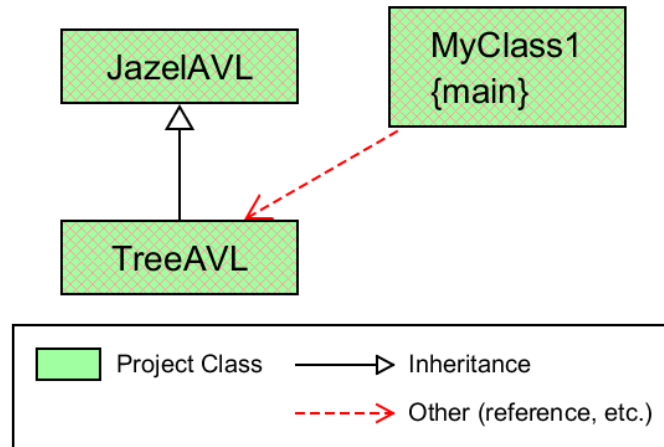 JazelAVL
MyClass1
{main}
TreeAVL
Project Class
Inheritance
Other (reference, etc.)